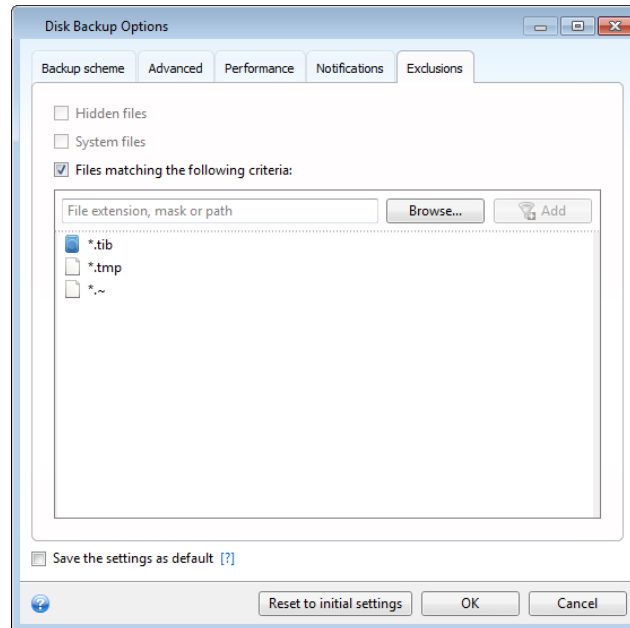 Disk Backup Options
Backup scheme Advanced Performance Notifications Exclusions
Hidden files
System files
Files matching the following criteria:
File extension, mask or path Browse... Add
*.tib
*.tmp
*.~
Save the settings as default [?]
? Reset to initial settings OK Cancel